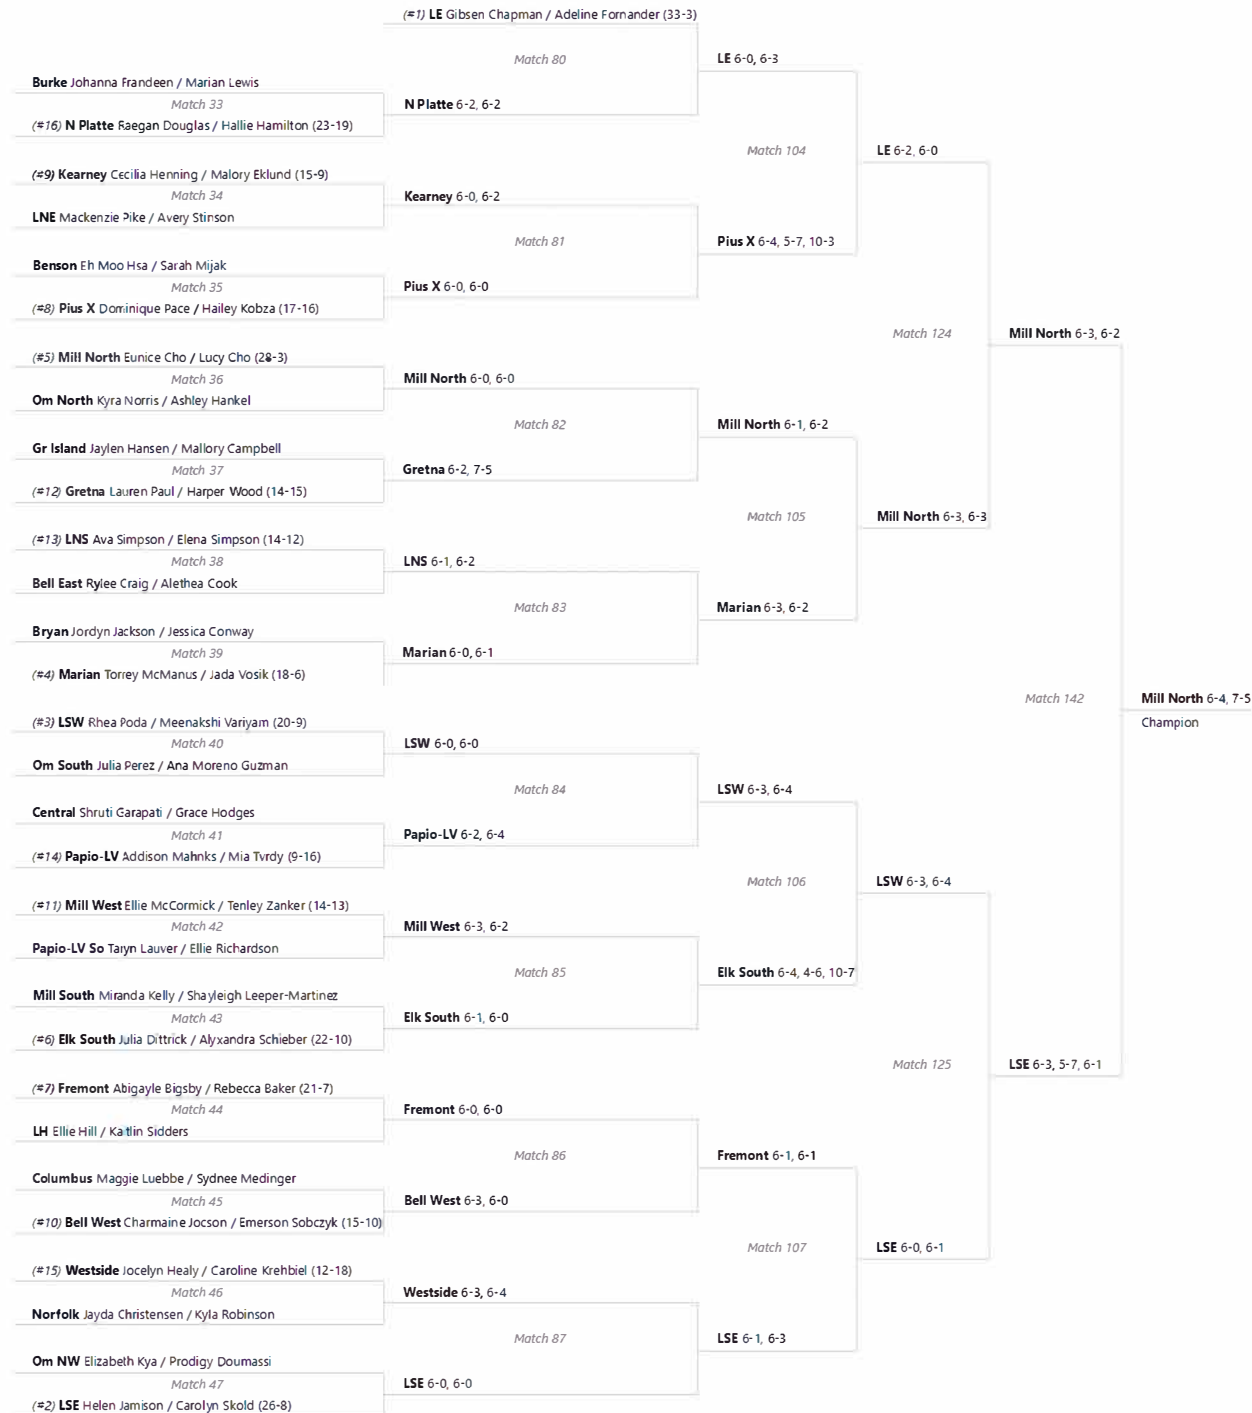 (#1) LE Gibsen Chapman / Adeline Fornander (33-3)
Match 80
LE 6-0, 6-3
Burke Johanna Frandeen / Marian Lewis
Match 33
N Platte 6-2, 6-2
(#16) N Platte Raegan Douglas / Hallie Hamilton (23-19)
Match 104
LE 6-2, 6-0
(#9) Kearney Cecilia Henning / Malory Eklund (15-9)
Match 34
Kearney 6-0, 6-2
LNE Mackenzie Pike / Avery Stinson
Match 81
Pius X 6-4, 5-7, 10-3
Benson Eh Moo Hsa / Sarah Mijak
Match 35
Pius X 6-0, 6-0
(#8) Pius X Dominique Pace / Hailey Kobza (17-16)
Match 124
Mill North 6-3, 6-2
(#5) Mill North Eunice Cho / Lucy Cho (28-3)
Match 36
Mill North 6-0, 6-0
Om North Kyra Norris / Ashley Hankel
Match 82
Mill North 6-1, 6-2
Gr Island Jaylen Hansen / Mallory Campbell
Match 37
Gretna 6-2, 7-5
(#12) Gretna Lauren Paul / Harper Wood (14-15)
Match 105
Mill North 6-3, 6-3
(#13) LNS Ava Simpson / Elena Simpson (14-12)
Match 38
LNS 6-1, 6-2
Bell East Rylee Craig / Alethea Cook
Match 83
Marian 6-3, 6-2
Bryan Jordyn Jackson / Jessica Conway
Match 39
Marian 6-0, 6-1
(#4) Marian Torrey McManus / Jada Vosik (18-6)
Match 142
Mill North 6-4, 7-5
Champion
(#3) LSW Rhea Poda / Meenakshi Variyam (20-9)
Match 40
LSW 6-0, 6-0
Om South Julia Perez / Ana Moreno Guzman
Match 84
LSW 6-3, 6-4
Central Shruti Garapati / Grace Hodges
Match 41
Papio-LV 6-2, 6-4
(#14) Papio-LV Addison Mahnks / Mia Tvrdy (9-16)
Match 106
LSW 6-3, 6-4
(#11) Mill West Ellie McCormick / Tenley Zanker (14-13)
Match 42
Mill West 6-3, 6-2
Papio-LV So Taryn Lauver / Ellie Richardson
Match 85
Elk South 6-4, 4-6, 10-7
Mill South Miranda Kelly / Shayleigh Leeper-Martinez
Match 43
Elk South 6-1, 6-0
(#6) Elk South Julia Dittrick / Alyxandra Schieber (22-10)
Match 125
LSE 6-3, 5-7, 6-1
(#7) Fremont Abigayle Bigsby / Rebecca Baker (21-7)
Match 44
Fremont 6-0, 6-0
LH Ellie Hill / Kaitlin Sidders
Match 86
Fremont 6-1, 6-1
Columbus Maggie Luebbe / Sydnee Medinger
Match 45
Bell West 6-3, 6-0
(#10) Bell West Charmaine Jocson / Emerson Sobczyk (15-10)
Match 107
LSE 6-0, 6-1
(#15) Westside Jocelyn Healy / Caroline Krehbiel (12-18)
Match 46
Westside 6-3, 6-4
Norfolk Jayda Christensen / Kyla Robinson
Match 87
LSE 6-1, 6-3
Om NW Elizabeth Kya / Prodigy Doumassi
Match 47
LSE 6-0, 6-0
(#2) LSE Helen Jamison / Carolyn Skold (26-8)